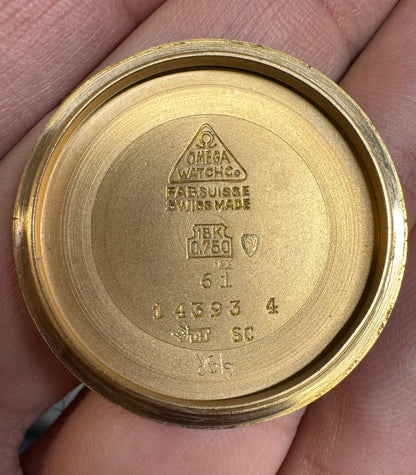 Ω
OMEGA
WATCH Co
FAB.SUISSE
SWISS MADE
18K
0,750
61
14393 4
SC